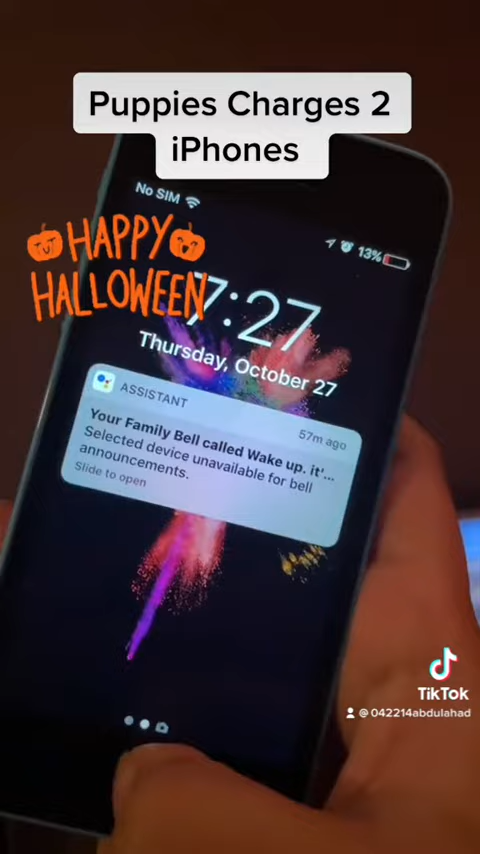 Puppies Charges 2
iPhones
No SIM
13%
HAPPY
HALLOWEEN
7:27
Thursday, October 27
ASSISTANT
57m ago
Your Family Bell called Wake up. it'...
Selected device unavailable for bell
announcements.
Slide to open
TikTok
@042214abdulahad